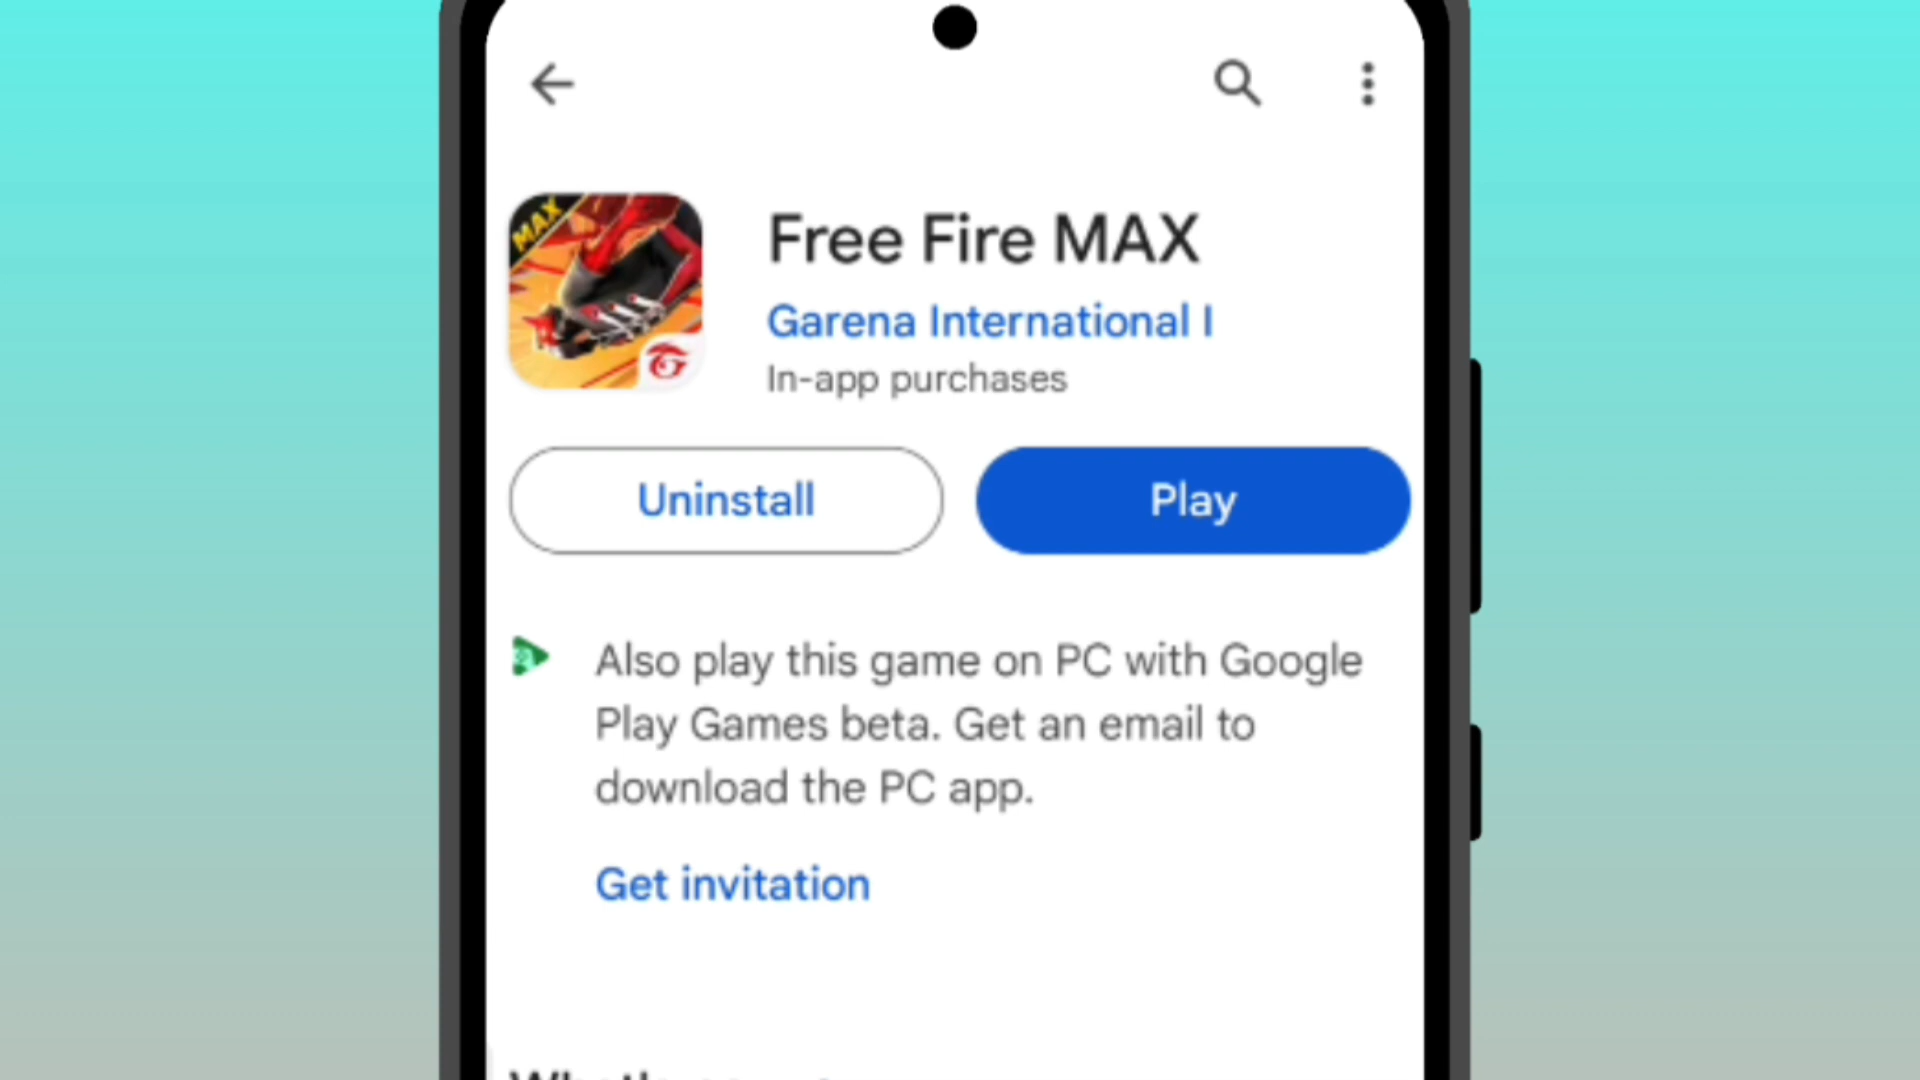 MAX
Free Fire MAX
Garena International I
In-app purchases
Uninstall
Play
Also play this game on PC with Google
Play Games beta. Get an email to
download the PC app.
Get invitation